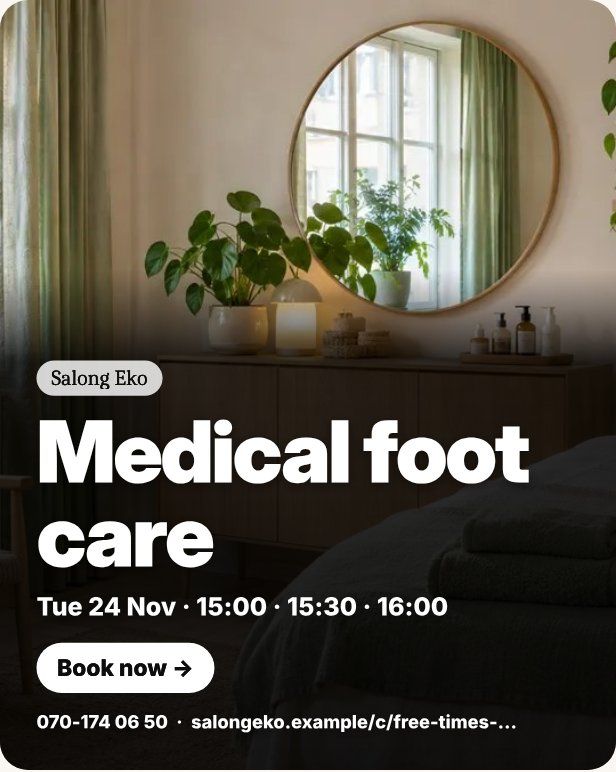 Salong Eko
Medical foot
care
Tue 24 Nov · 15:00 · 15:30 · 16:00
Book now →
070-174 06 50 · salongeko.example/c/free-times-...